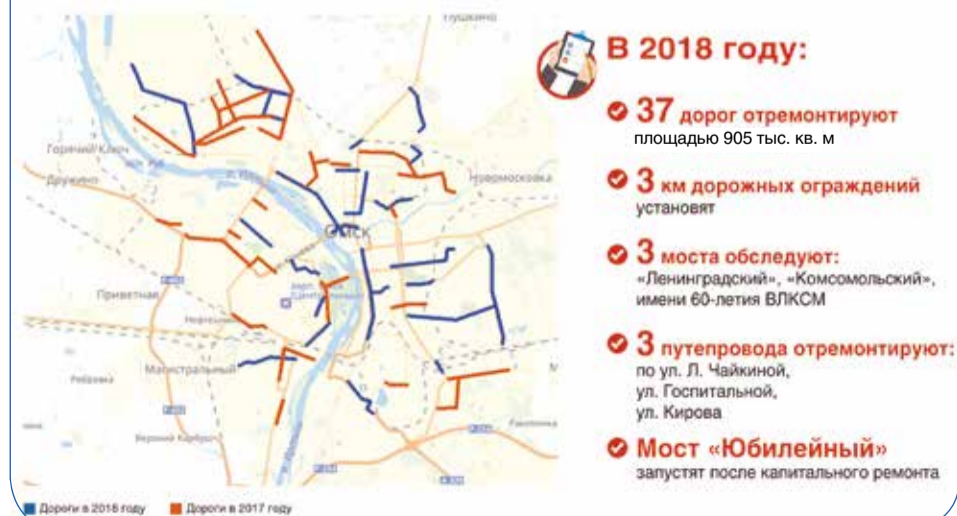 Пушкино
Горячий Ключ
Дружино
Новомосковка
Омск
Приветная
Магистральный
Ребровка
В 2018 году:
37 дорог отремонтируют
площадью 905 тыс. кв. м
3 км дорожных ограждений
установят
3 моста обследуют:
«Ленинградский», «Комсомольский»,
имени 60-летия ВЛКСМ
3 путепровода отремонтируют:
по ул. Л. Чайкиной,
ул. Госпитальной,
ул. Кирова
Мост «Юбилейный»
запустят после капитального ремонта
Дороги в 2018 году
Дороги в 2017 году